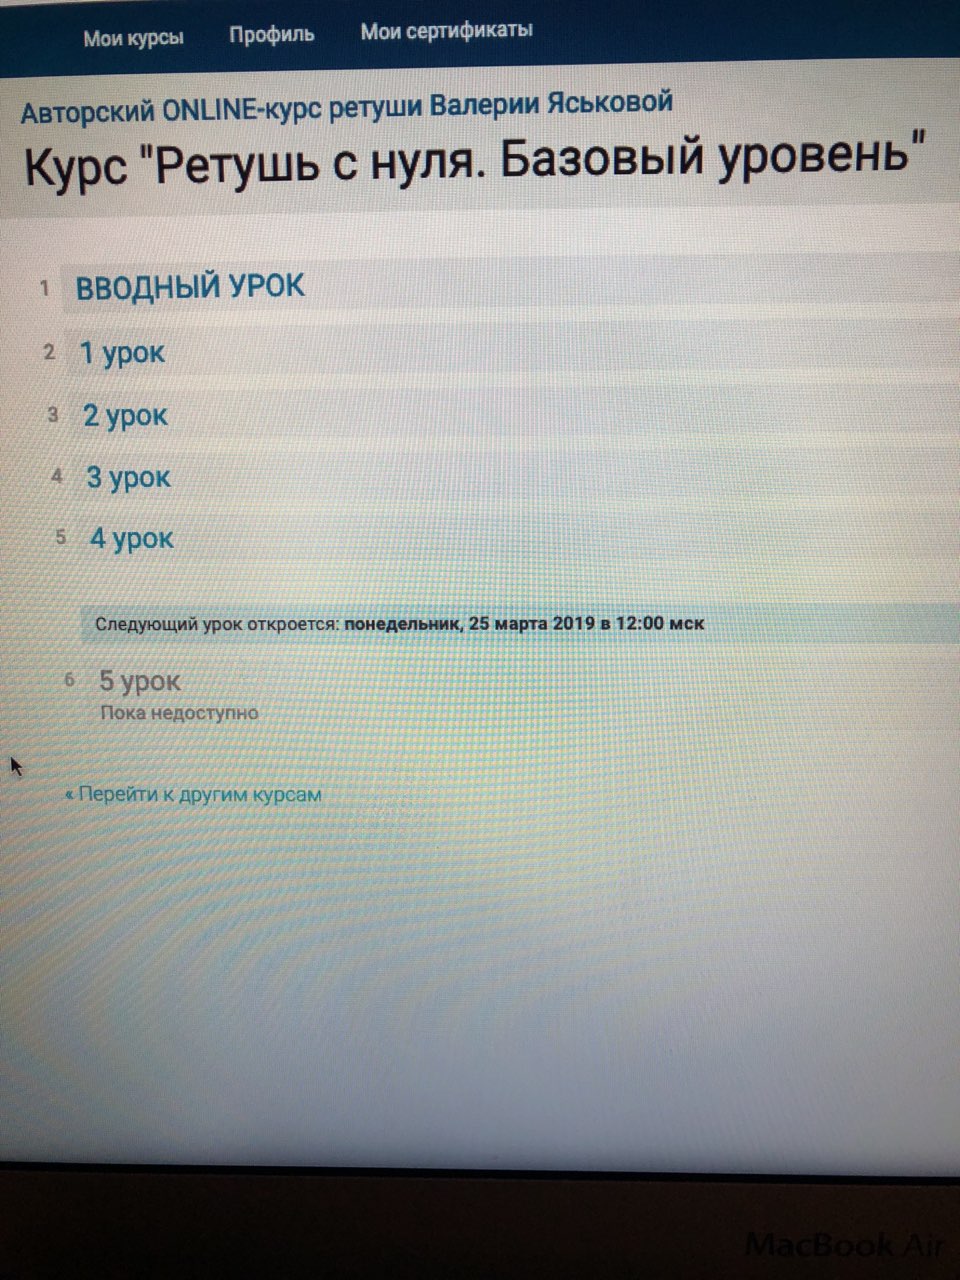 Мои курсы Профиль Мои сертификаты
Авторский ONLINE-курс ретуши Валерии Яськовой
Курс "Ретушь с нуля. Базовый уровень"
1 ВВОДНЫЙ УРОК
2 1 урок
3 2 урок
4 3 урок
5 4 урок
Следующий урок откроется: понедельник, 25 марта 2019 в 12:00 мск
6 5 урок
Пока недоступно
« Перейти к другим курсам
MacBook Air